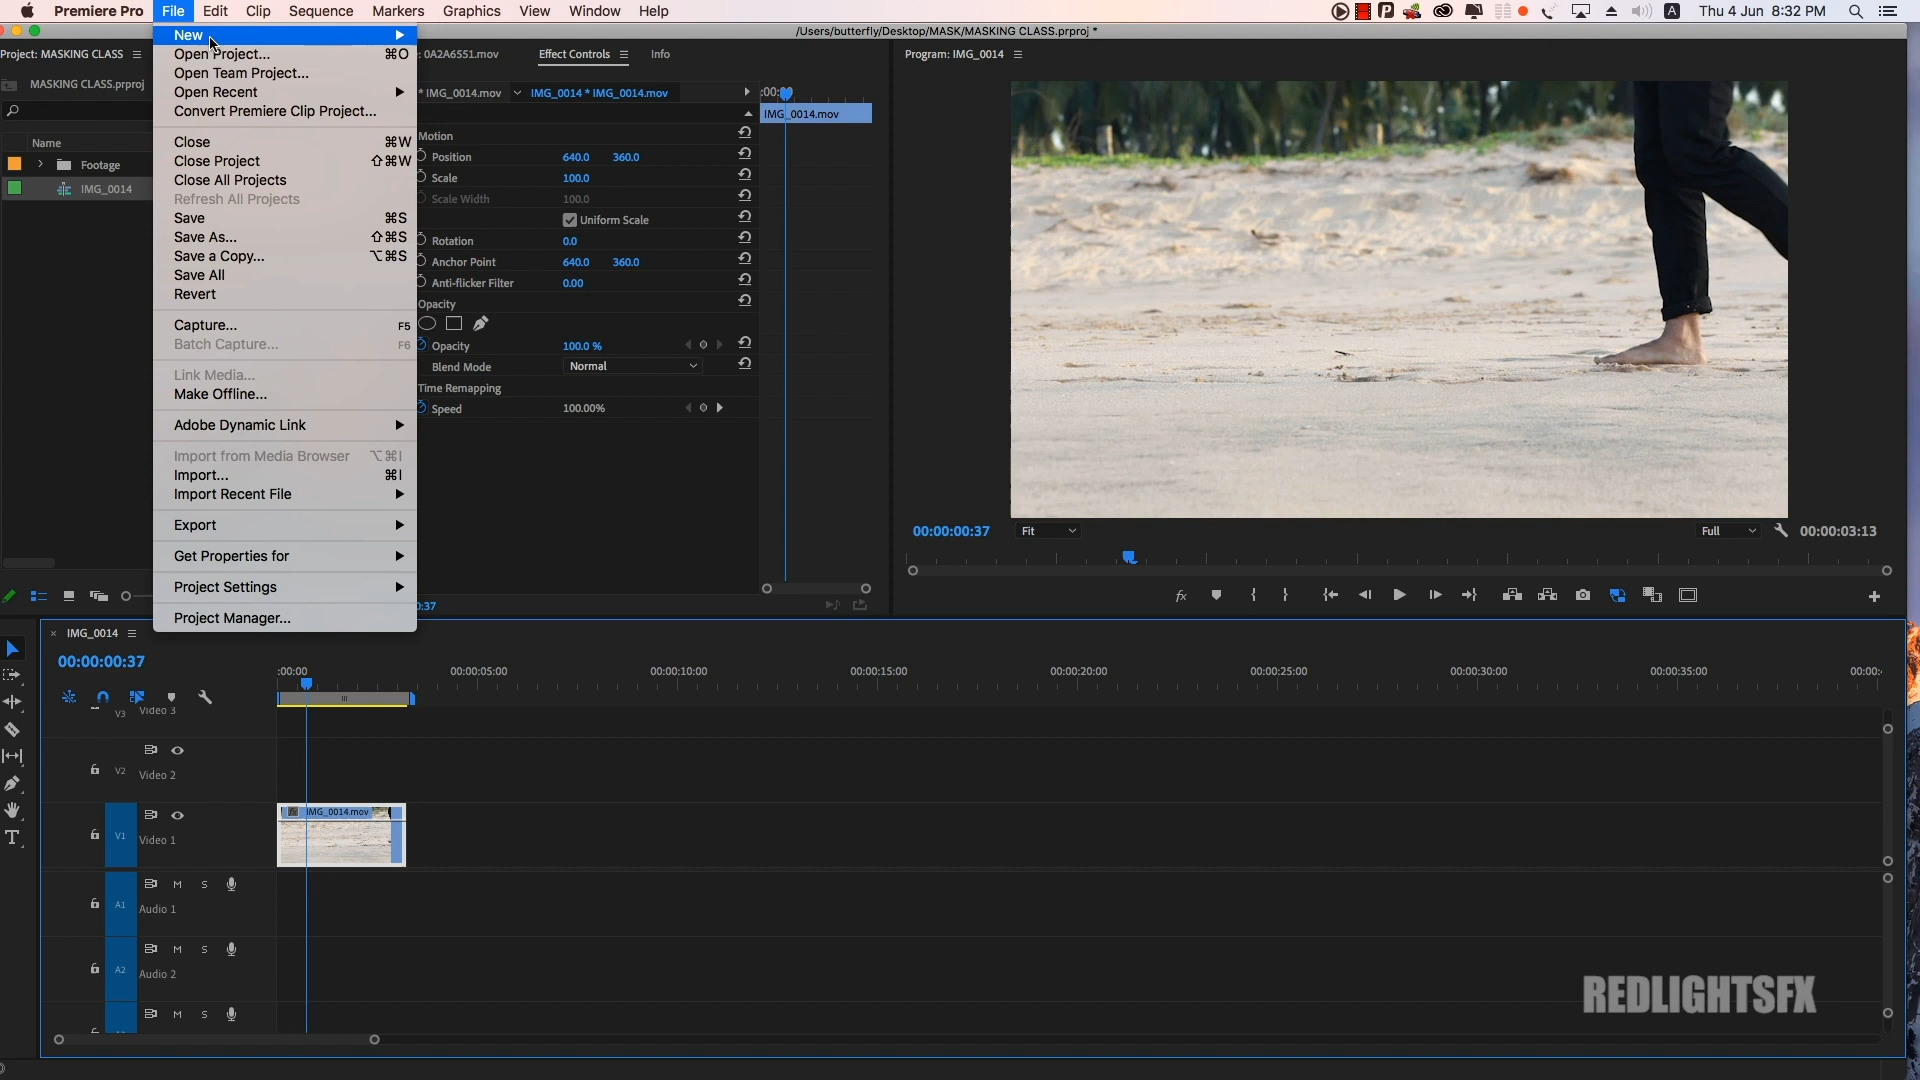 Premiere Pro File Edit Clip Sequence Markers Graphics View Window Help
A Thu 4 Jun 8:32 PM
/Users/butterfly/Desktop/MASK/MASKING CLASS.prproj *
Project: MASKING CLASS
MASKING CLASS.prproj
Name
Footage
IMG_0014
New
Open Project... ⌘O
Open Team Project...
Open Recent
Convert Premiere Clip Project...
Close ⌘W
Close Project ⇧⌘W
Close All Projects
Refresh All Projects
Save ⌘S
Save As... ⇧⌘S
Save a Copy... ⌥⌘S
Save All
Revert
Capture... F5
Batch Capture... F6
Link Media...
Make Offline...
Adobe Dynamic Link
Import from Media Browser ⌥⌘I
Import... ⌘I
Import Recent File
Export
Get Properties for
Project Settings
Project Manager...
: 0A2A6551.mov Effect Controls Info
* IMG_0014.mov IMG_0014 * IMG_0014.mov
IMG_0014.mov
Motion
Position 640.0 360.0
Scale 100.0
Scale Width 100.0
Uniform Scale
Rotation 0.0
Anchor Point 640.0 360.0
Anti-flicker Filter 0.00
Opacity
Opacity 100.0 %
Blend Mode Normal
Time Remapping
Speed 100.00%
:37
Program: IMG_0014
00:00:00:37 Fit Full 00:00:03:13
fx
IMG_0014
00:00:00:37
:00:00 00:00:05:00 00:00:10:00 00:00:15:00 00:00:20:00 00:00:25:00 00:00:30:00 00:00:35:00 00:00:
V3 Video 3
V2 Video 2
V1 Video 1
IMG_0014.mov
M S
A1 Audio 1
M S
A2 Audio 2
M S
T
REDLIGHTSFX